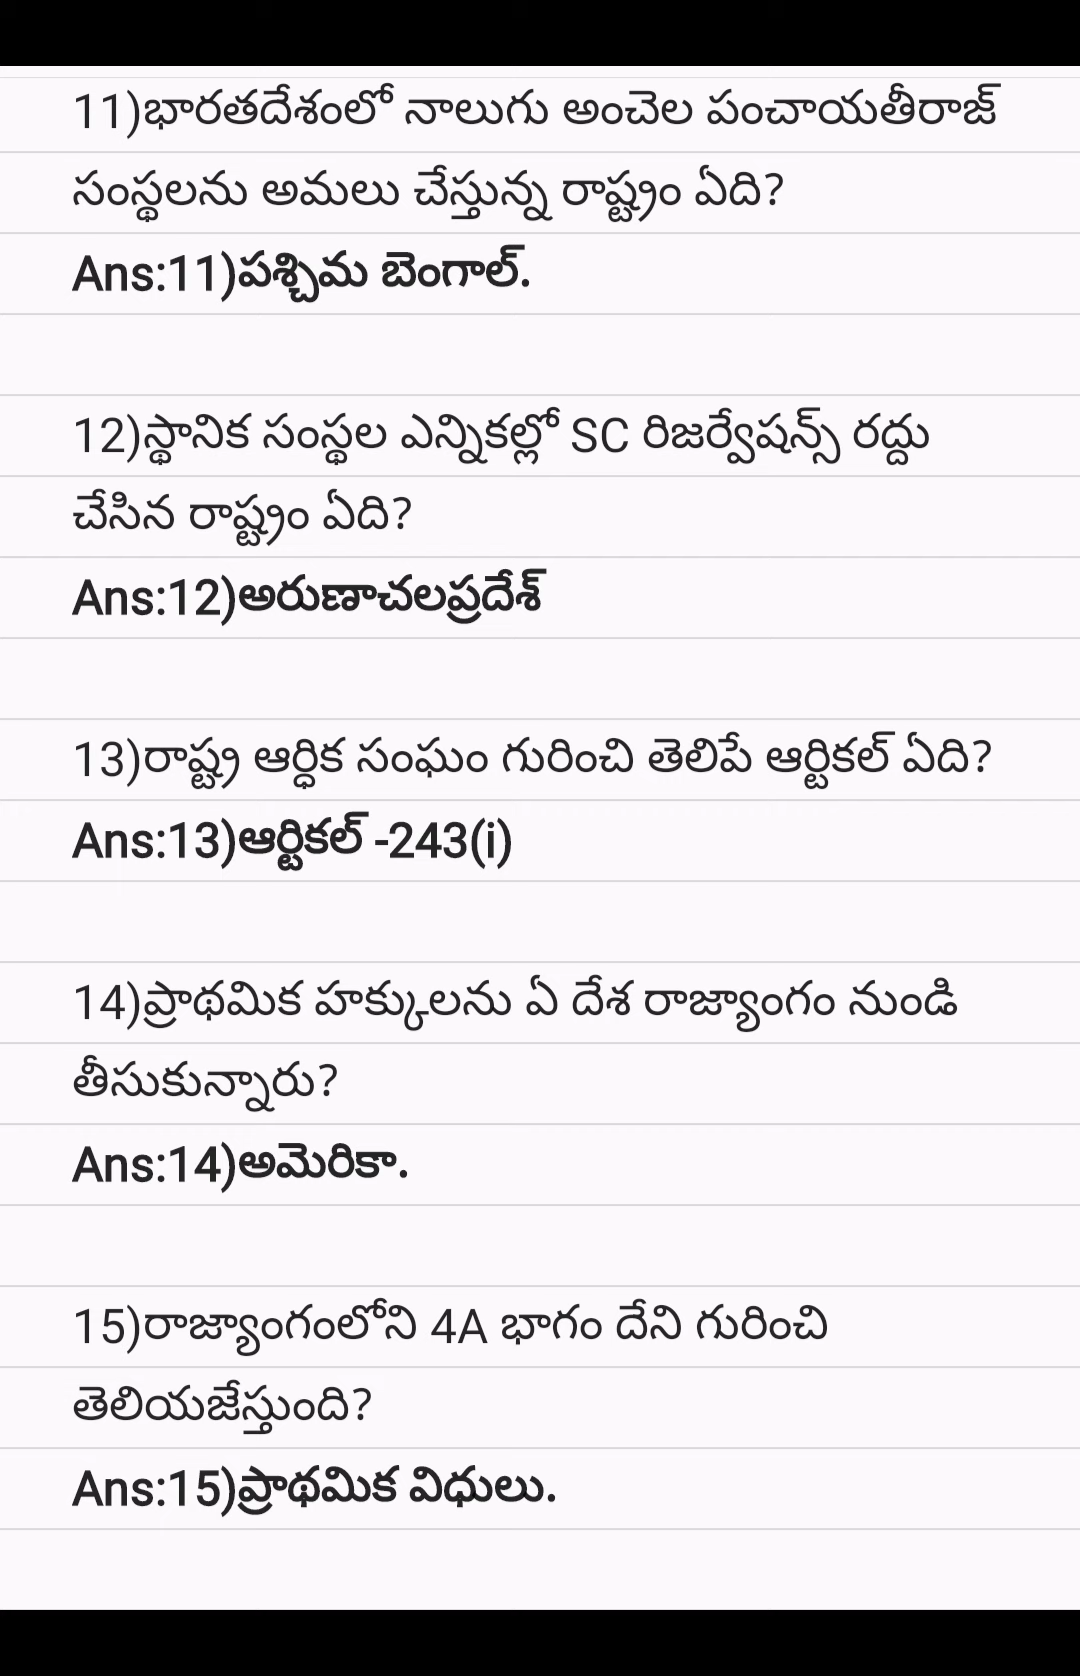 11)భారతదేశంలో నాలుగు అంచెల పంచాయతీరాజ్
సంస్థలను అమలు చేస్తున్న రాష్ట్రం ఏది?
Ans:11)పశ్చిమ బెంగాల్.
12)స్థానిక సంస్థల ఎన్నికల్లో SC రిజర్వేషన్స్ రద్దు
చేసిన రాష్ట్రం ఏది?
Ans:12)అరుణాచలప్రదేశ్
13)రాష్ట్ర ఆర్ధిక సంఘం గురించి తెలిపే ఆర్టికల్ ఏది?
Ans:13)ఆర్టికల్ -243(i)
14)ప్రాథమిక హక్కులను ఏ దేశ రాజ్యాంగం నుండి
తీసుకున్నారు?
Ans:14)అమెరికా.
15)రాజ్యాంగంలోని 4A భాగం దేని గురించి
తెలియజేస్తుంది?
Ans:15)ప్రాథమిక విధులు.